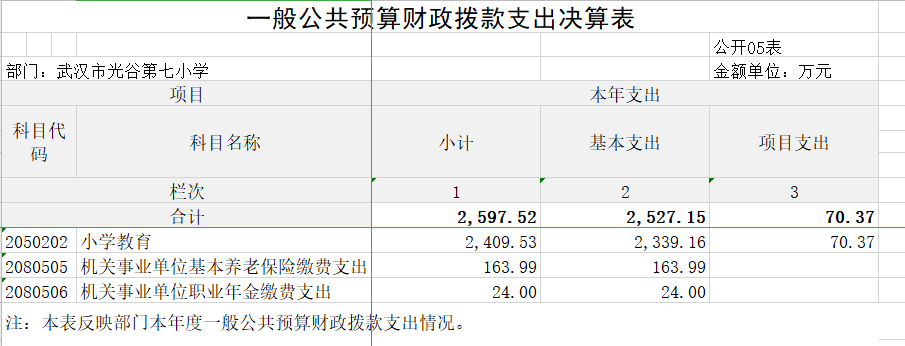 一般公共预算财政拨款支出决算表
公开05表
部门：武汉市光谷第七小学 金额单位：万元
项目 本年支出
科目代码 科目名称 小计 基本支出 项目支出
栏次 1 2 3
合计 2,597.52 2,527.15 70.37
2050202 小学教育 2,409.53 2,339.16 70.37
2080505 机关事业单位基本养老保险缴费支出 163.99 163.99
2080506 机关事业单位职业年金缴费支出 24.00 24.00
注：本表反映部门本年度一般公共预算财政拨款支出情况。